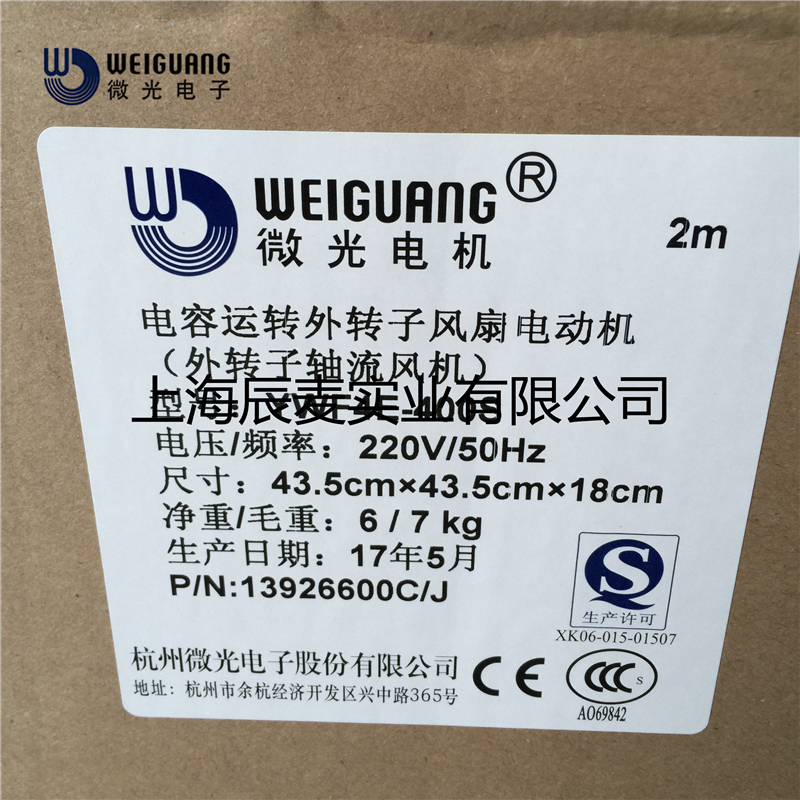 WEIGUANG
微光电子
WEIGUANG®
微光电机
2m
电容运转外转子风扇电动机
（外转子轴流风机）
上海辰麦实业有限公司
型号: YWF4E-400S
电压/频率: 220V/50Hz
尺寸: 43.5cm×43.5cm×18cm
净重/毛重: 6/7 kg
生产日期: 17年5月
P/N:13926600C/J
生产许可
XK06-015-01507
杭州微光电子股份有限公司
地址: 杭州市余杭经济开发区兴中路365号
CE
CCC S
A069842